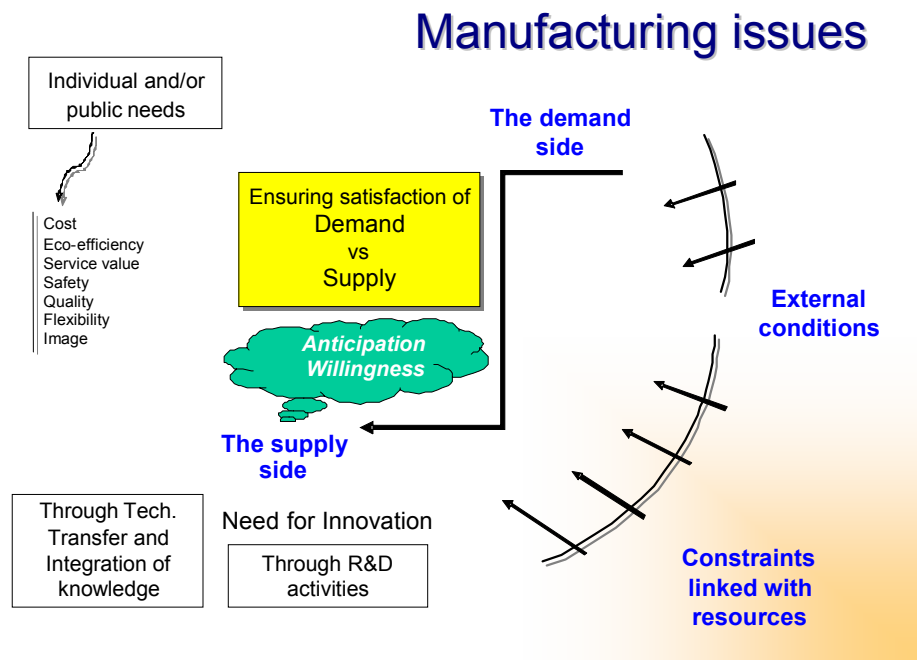 Manufacturing issues
Individual and/or
public needs
Cost
Eco-efficiency
Service value
Safety
Quality
Flexibility
Image
The demand
side
Ensuring satisfaction of
Demand
vs
Supply
External
conditions
Anticipation
Willingness
The supply
side
Through Tech.
Transfer and
Integration of
knowledge
Need for Innovation
Through R&D
activities
Constraints
linked with
resources